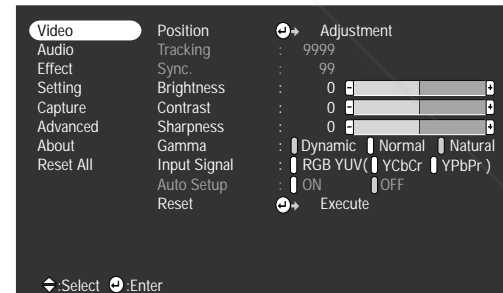 Video Position Adjustment
Audio Tracking : 9999
Effect Sync. : 99
Setting Brightness : 0 - +
Capture Contrast : 0 - +
Advanced Sharpness : 0 - +
About Gamma : Dynamic Normal Natural
Reset All Input Signal : RGB YUV( YCbCr YPbPr )
Auto Setup : ON OFF
Reset Execute
:Select :Enter